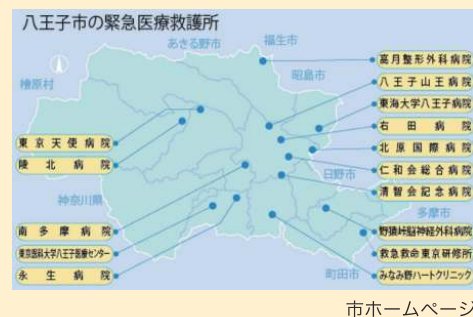 八王子市の緊急医療救護所
福生市
あきる野市
昭島市
檜原村
高月整形外科病院
八王子山王病院
東海大学八王子病院
右田病院
北原国際病院
仁和会総合病院
清智会記念病院
日野市
多摩市
野猿峠脳神経外科病院
救急救命東京研修所
みなみ野ハートクリニック
町田市
東京天使病院
陵北病院
神奈川県
南多摩病院
東京医科大学八王子医療センター
永生病院
市ホームページ